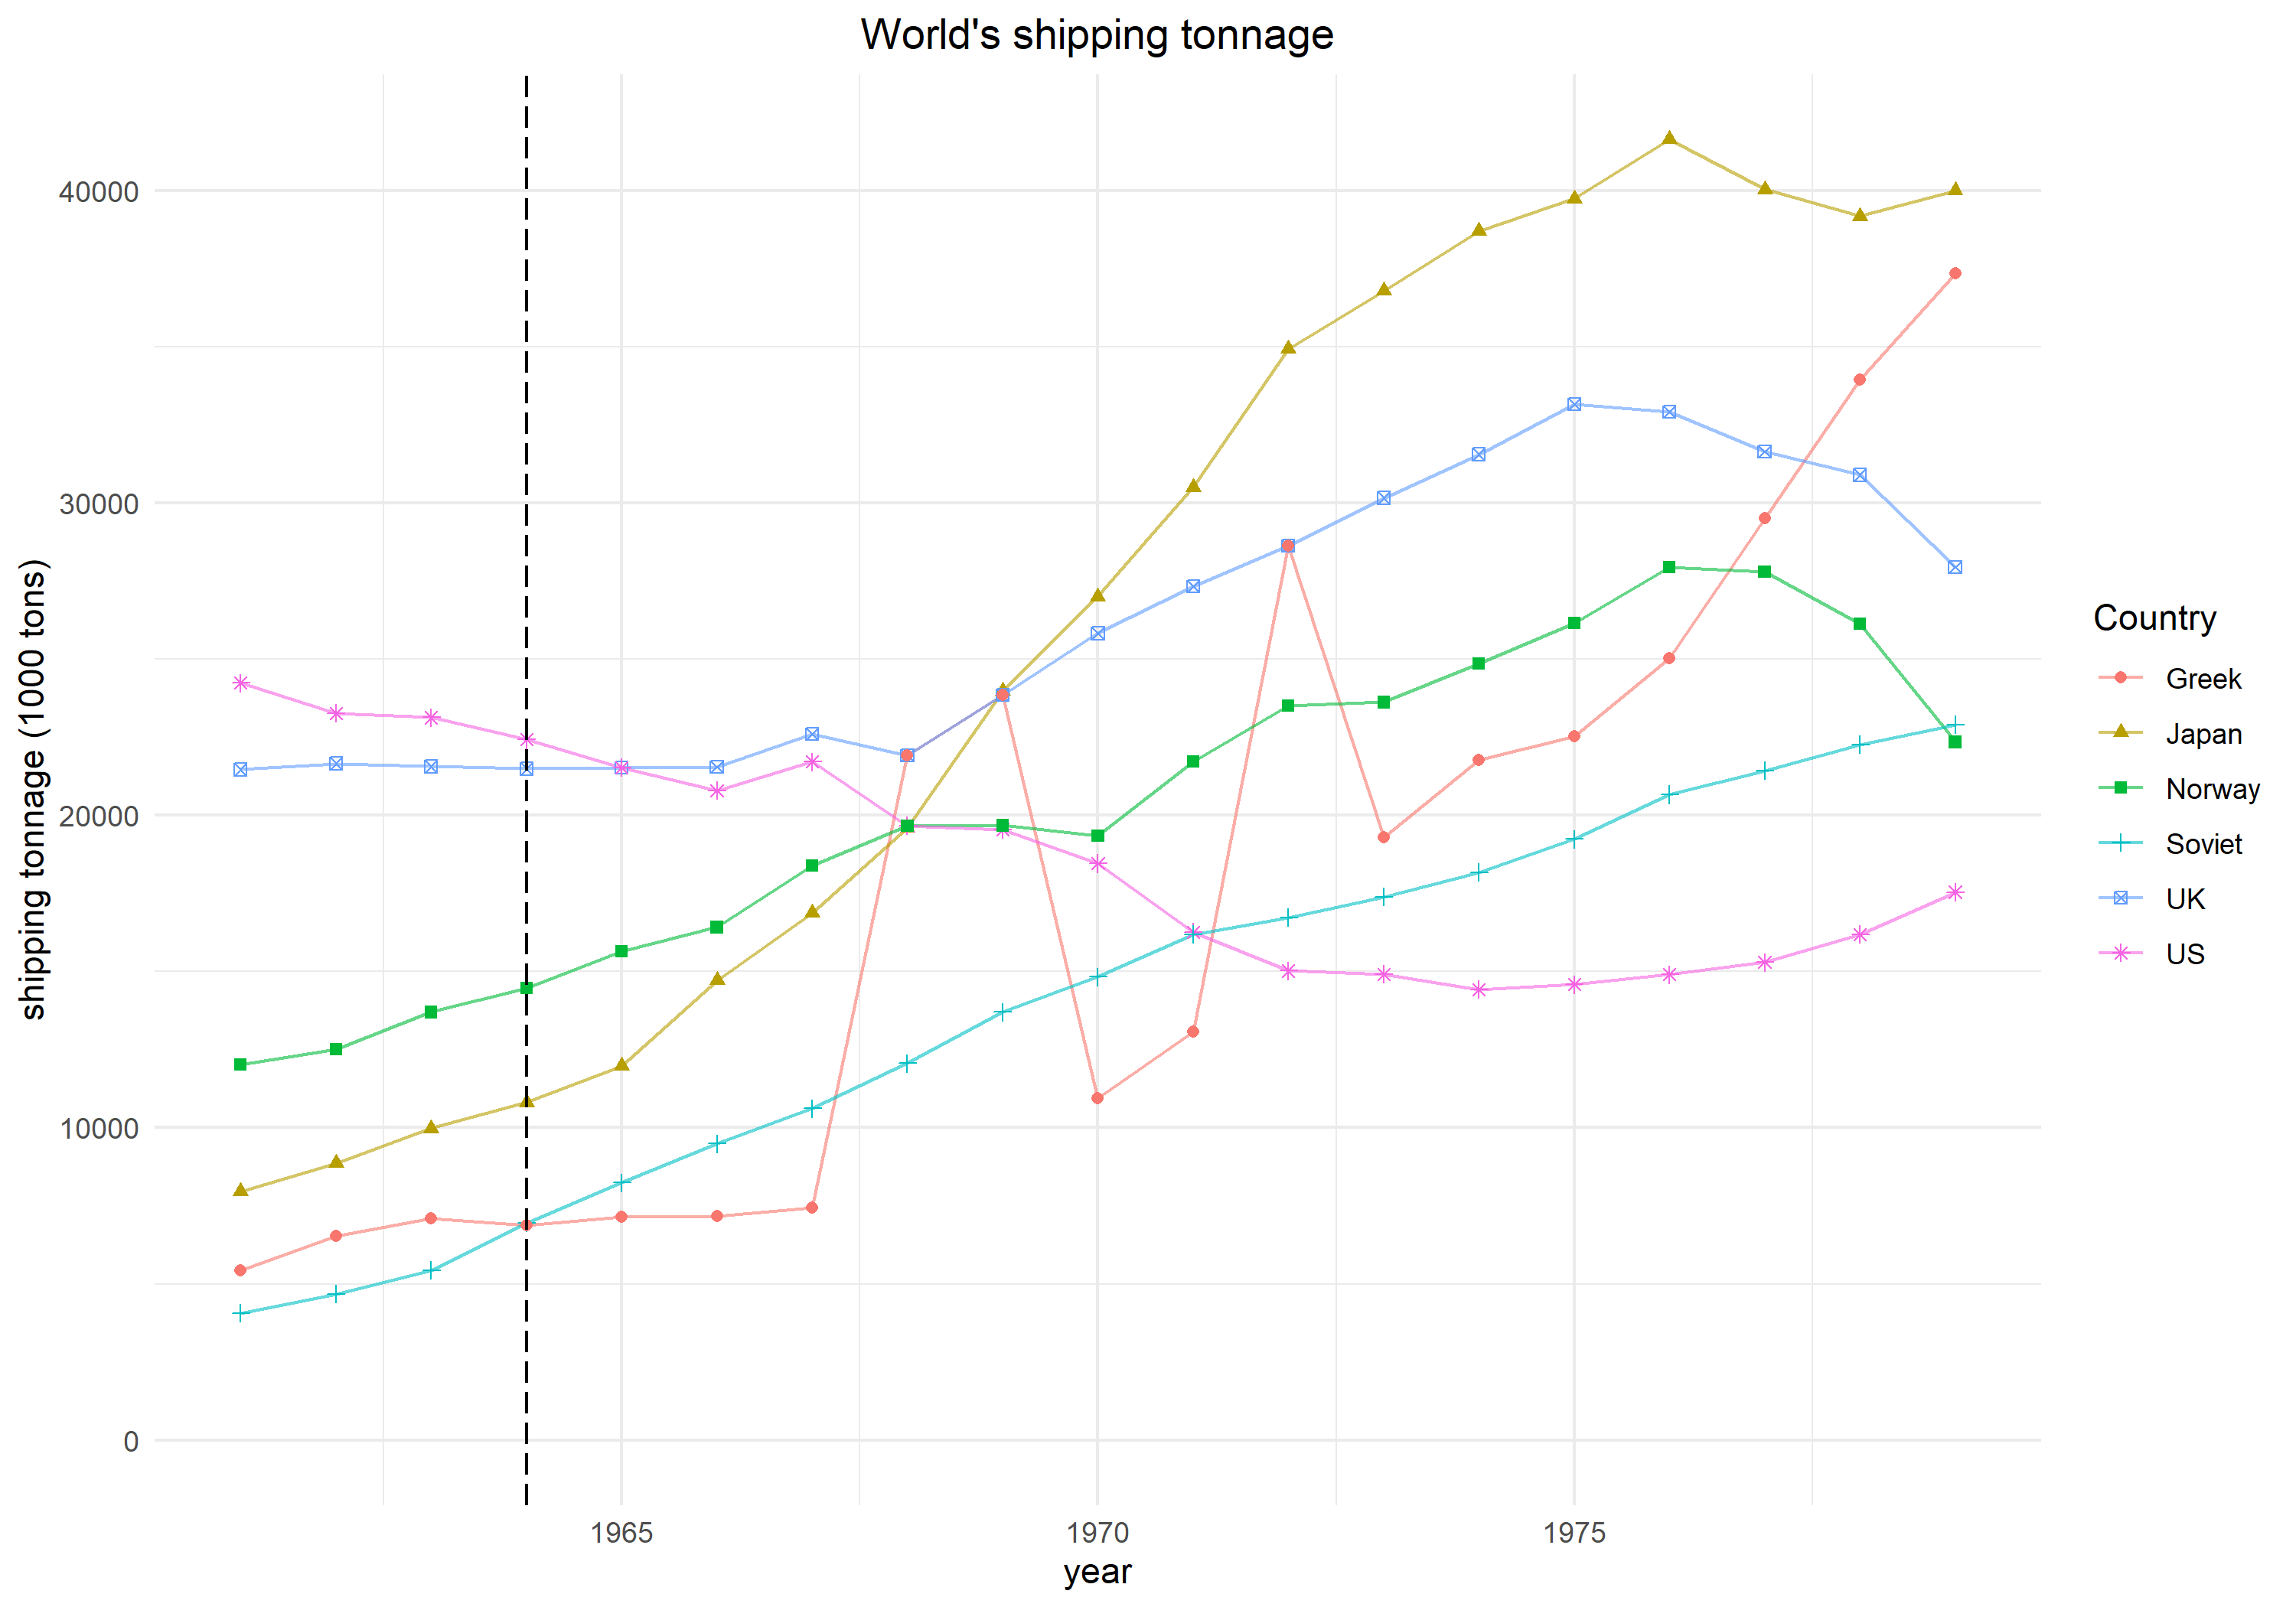 World's shipping tonnage
shipping tonnage (1000 tons)
40000
30000
20000
10000
0
1965
1970
1975
year
Country
Greek
Japan
Norway
Soviet
UK
US